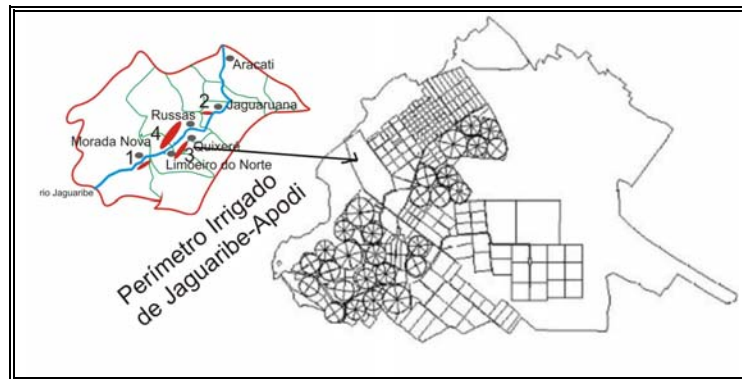 Aracati
2
Jaguaruana
Russas
4
Morada Nova
Quixeré
1
3
Limoeiro do Norte
rio Jaguaribe
Perímetro Irrigado
de Jaguaribe-Apodi